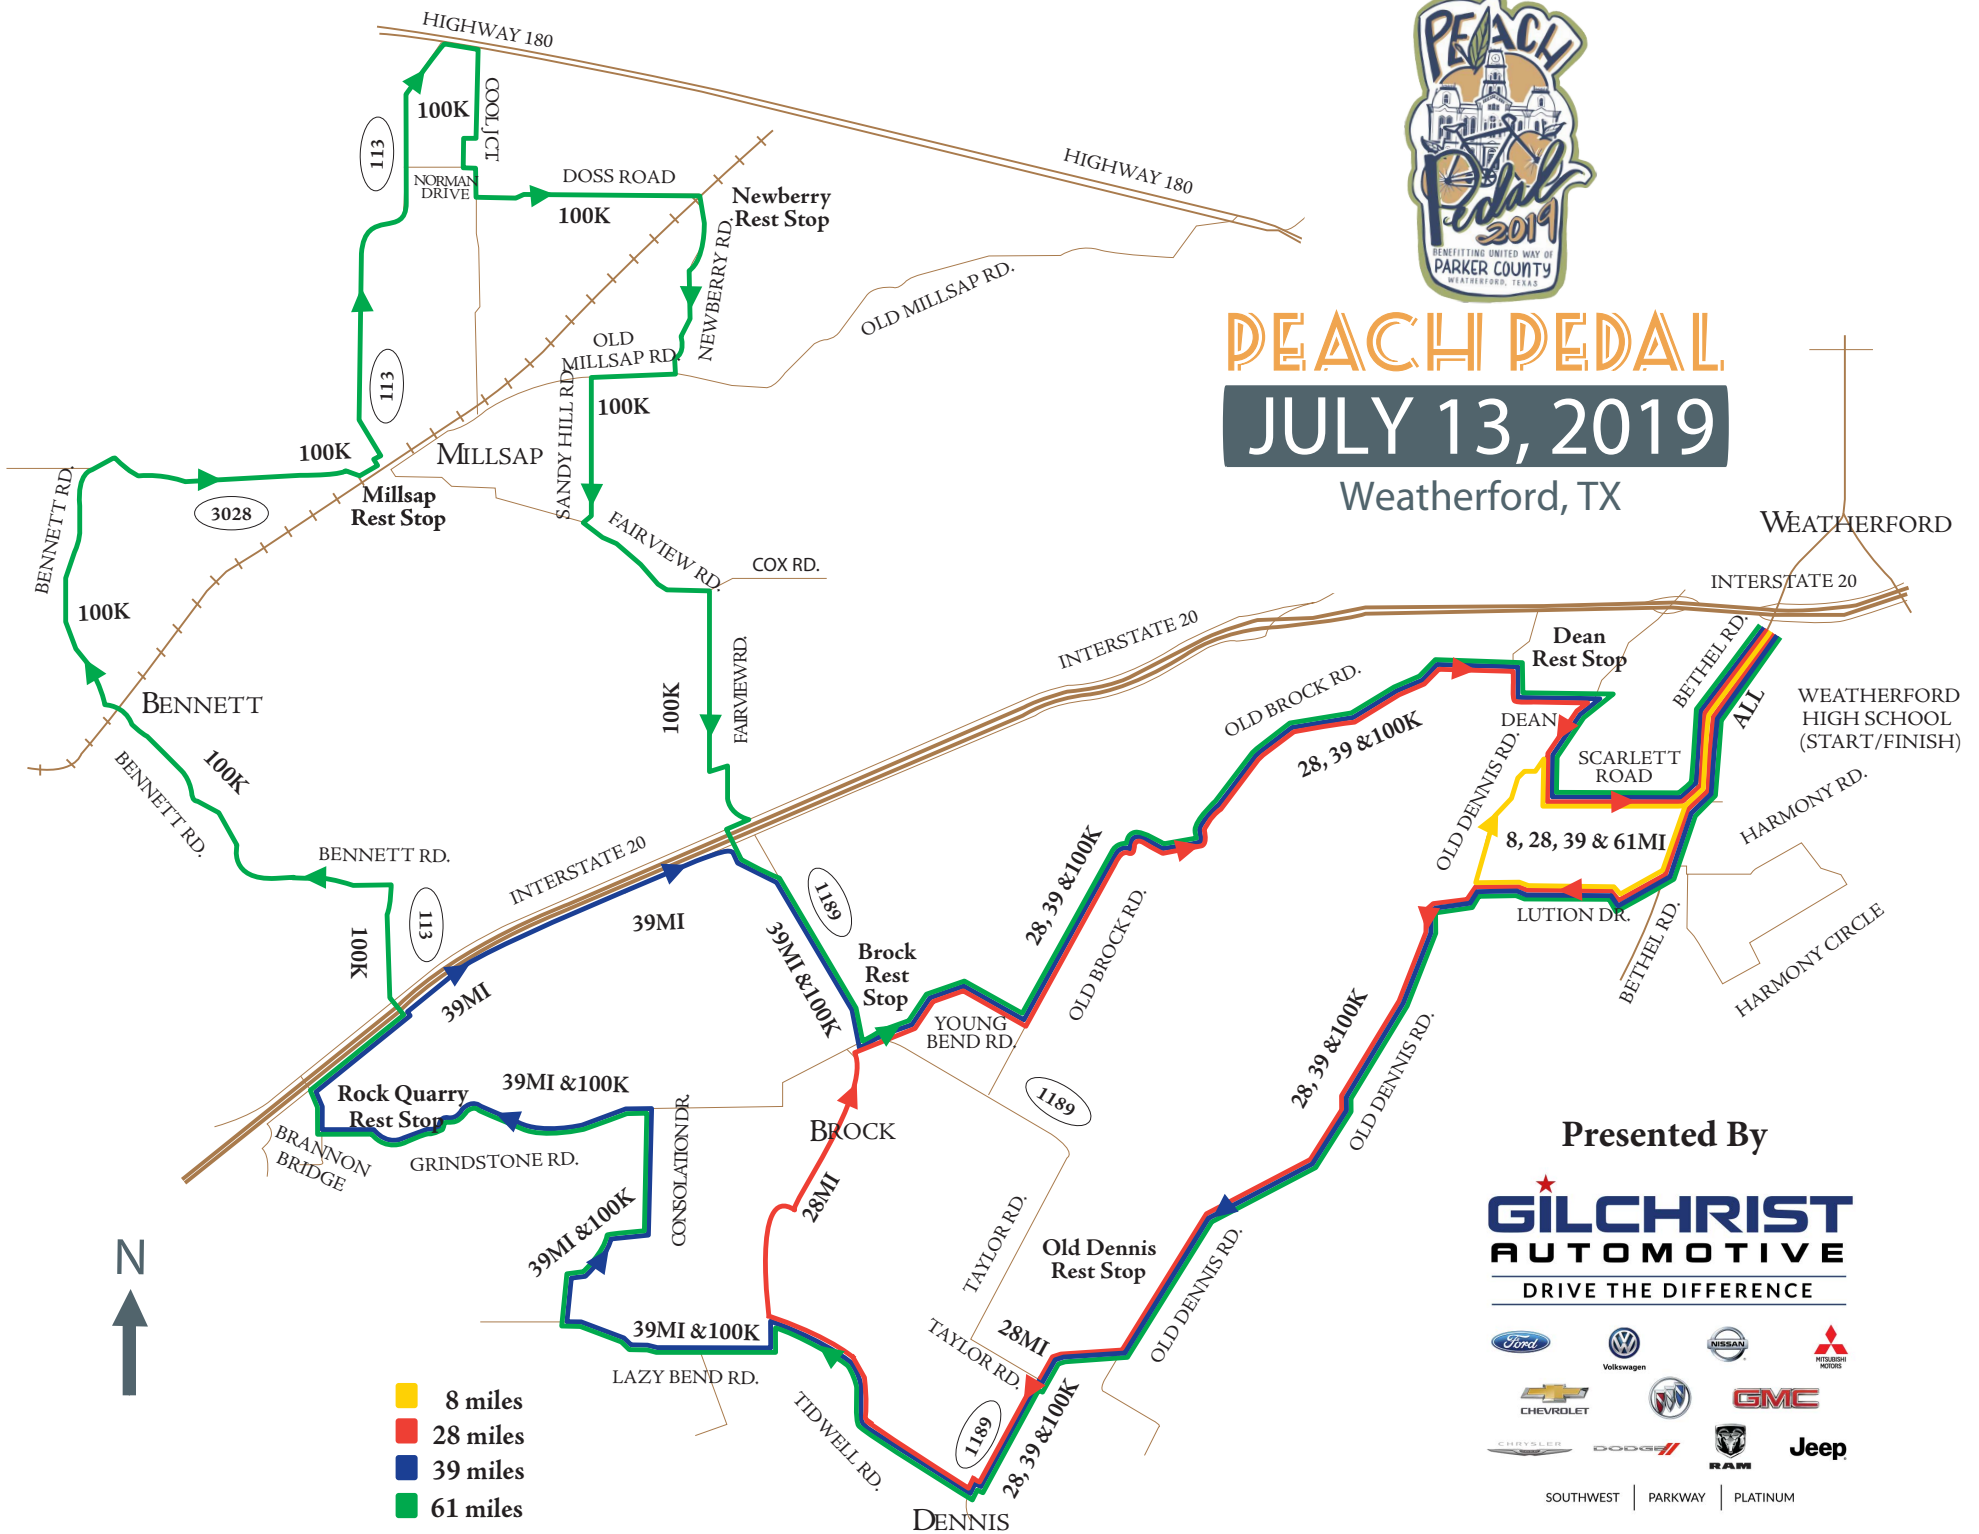 PEACH
Pedal
2019
BENEFITTING UNITED WAY OF
PARKER COUNTY
WEATHERFORD, TEXAS
PEACH PEDAL
JULY 13, 2019
Weatherford, TX
HIGHWAY 180
HIGHWAY 180
100K
COOL JCT.
113
NORMAN
DRIVE
DOSS ROAD
100K
Newberry
Rest Stop
NEWBERRY RD.
OLD MILLSAP RD.
OLD
MILLSAP RD.
113
100K
SANDY HILL RD.
100K
MILLSAP
Millsap
Rest Stop
3028
BENNETT RD.
100K
FAIRVIEW RD.
COX RD.
WEATHERFORD
INTERSTATE 20
INTERSTATE 20
BENNETT
100K
BENNETT RD.
100K
FAIRVIEWRD.
Dean
Rest Stop
BETHEL RD.
ALL
WEATHERFORD
HIGH SCHOOL
(START/FINISH)
OLD BROCK RD.
28, 39 &100K
DEAN
SCARLETT
ROAD
OLD DENNIS RD.
8, 28, 39 & 61MI
HARMONY RD.
BENNETT RD.
113
100K
INTERSTATE 20
39MI
39MI
1189
39MI &100K
Brock
Rest
Stop
28, 39 &100K
OLD BROCK RD.
LUTION DR.
BETHEL RD.
HARMONY CIRCLE
YOUNG
BEND RD.
1189
28, 39 &100K
OLD DENNIS RD.
Rock Quarry
Rest Stop
39MI &100K
BRANNON
BRIDGE
GRINDSTONE RD.
CONSOLATION DR.
BROCK
28MI
39MI &100K
TAYLOR RD.
Old Dennis
Rest Stop
OLD DENNIS RD.
39MI &100K
LAZY BEND RD.
TAYLOR RD.
28MI
TIDWELL RD.
1189
28, 39 &100K
DENNIS
N
8 miles
28 miles
39 miles
61 miles
Presented By
GILCHRIST
AUTOMOTIVE
DRIVE THE DIFFERENCE
Ford
Volkswagen
NISSAN
MITSUBISHI
MOTORS
CHEVROLET
GMC
CHRYSLER
DODGE
RAM
Jeep
SOUTHWEST | PARKWAY | PLATINUM